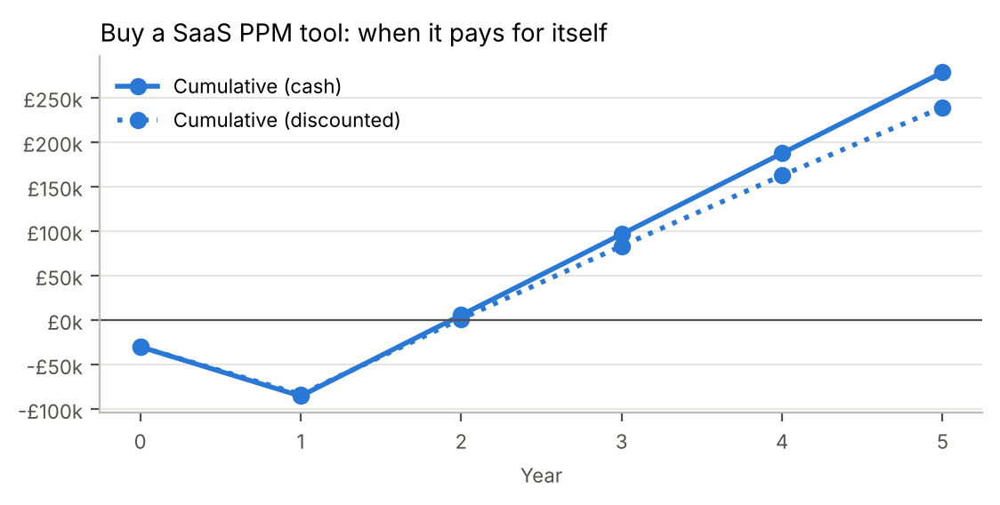 Buy a SaaS PPM tool: when it pays for itself
Cumulative (cash)
Cumulative (discounted)
£250k
£200k
£150k
£100k
£50k
£0k
-£50k
-£100k
0 1 2 3 4 5
Year